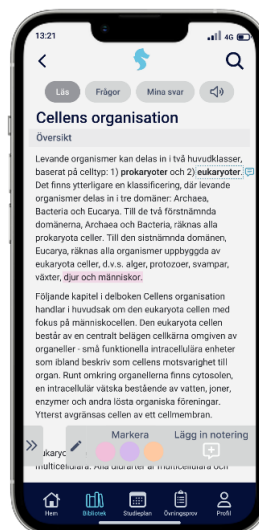 13:21
4G
Läs Frågor Mina svar
Cellens organisation
Översikt
Levande organismer kan delas in i två huvudklasser,
baserat på celltyp: 1) prokaryoter och 2) eukaryoter.
Det finns ytterligare en klassificering, där levande
organismer delas in i tre domäner: Archaea,
Bacteria och Eucarya. Till de två förstnämnda
domänerna, Archaea och Bacteria, räknas alla
prokaryota celler. Till den sistnämnda domänen,
Eucarya, räknas alla organismer uppbyggda av
eukaryota celler, d.v.s. alger, protozoer, svampar,
växter, djur och människor.
Följande kapitel i delboken Cellens organisation
handlar i huvudsak om den eukaryota cellen med
fokus på människocellen. Den eukaryota cellen
består av en centralt belägen cellkärna omgiven av
organeller - små funktionella intracellulära enheter
som ibland beskriv som cellens motsvarighet till
organ. Runt omkring organellerna finns cytosolen,
en intracellulär vätska bestående av vatten, joner,
enzymer och andra lösta organiska föreningar.
Ytterst avgränsas cellen av ett cellmembran.
Markera Lägg in notering
multicellulära. Alla djurarter är multicellulära och
Hem Bibliotek Studieplan Övningsprov Profil